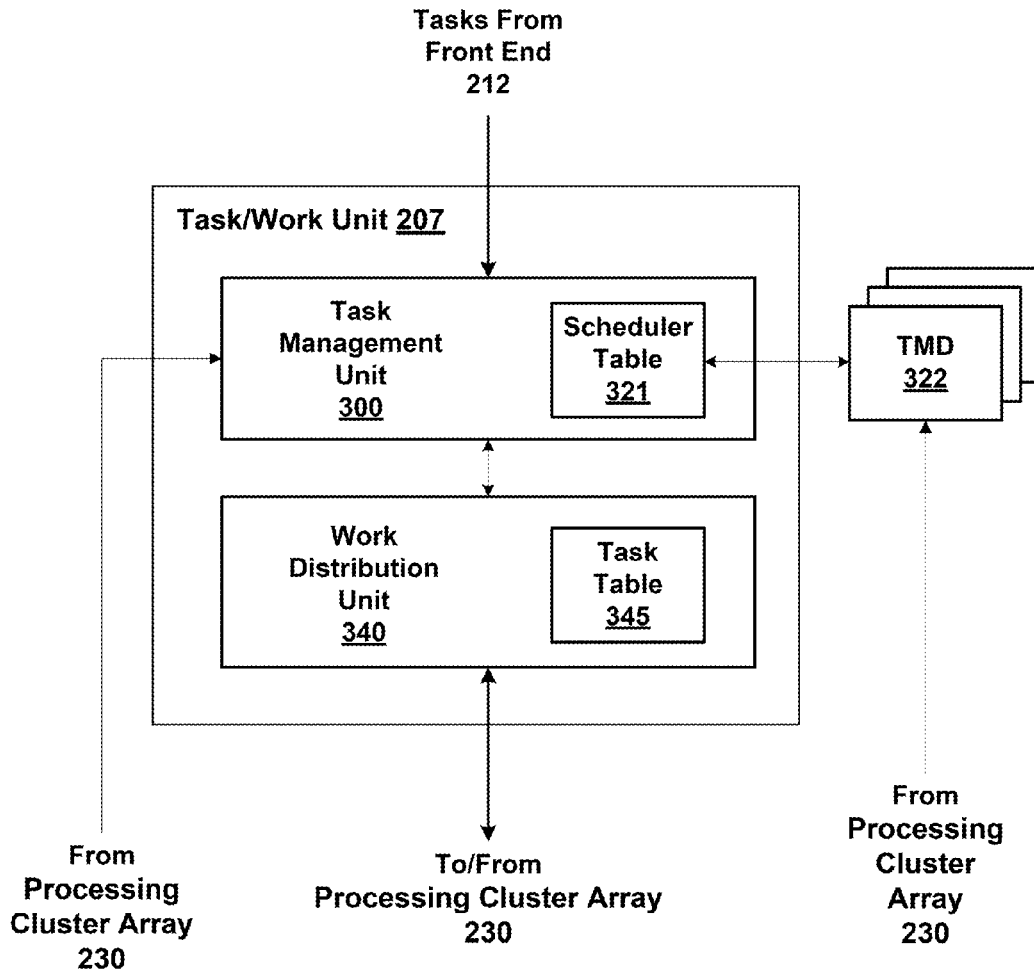 Tasks From
Front End
212
Task/Work Unit 207
Task
Management
Unit
300
Scheduler
Table
321
TMD
322
Work
Distribution
Unit
340
Task
Table
345
From
Processing
Cluster Array
230
To/From
Processing Cluster Array
230
From
Processing
Cluster
Array
230